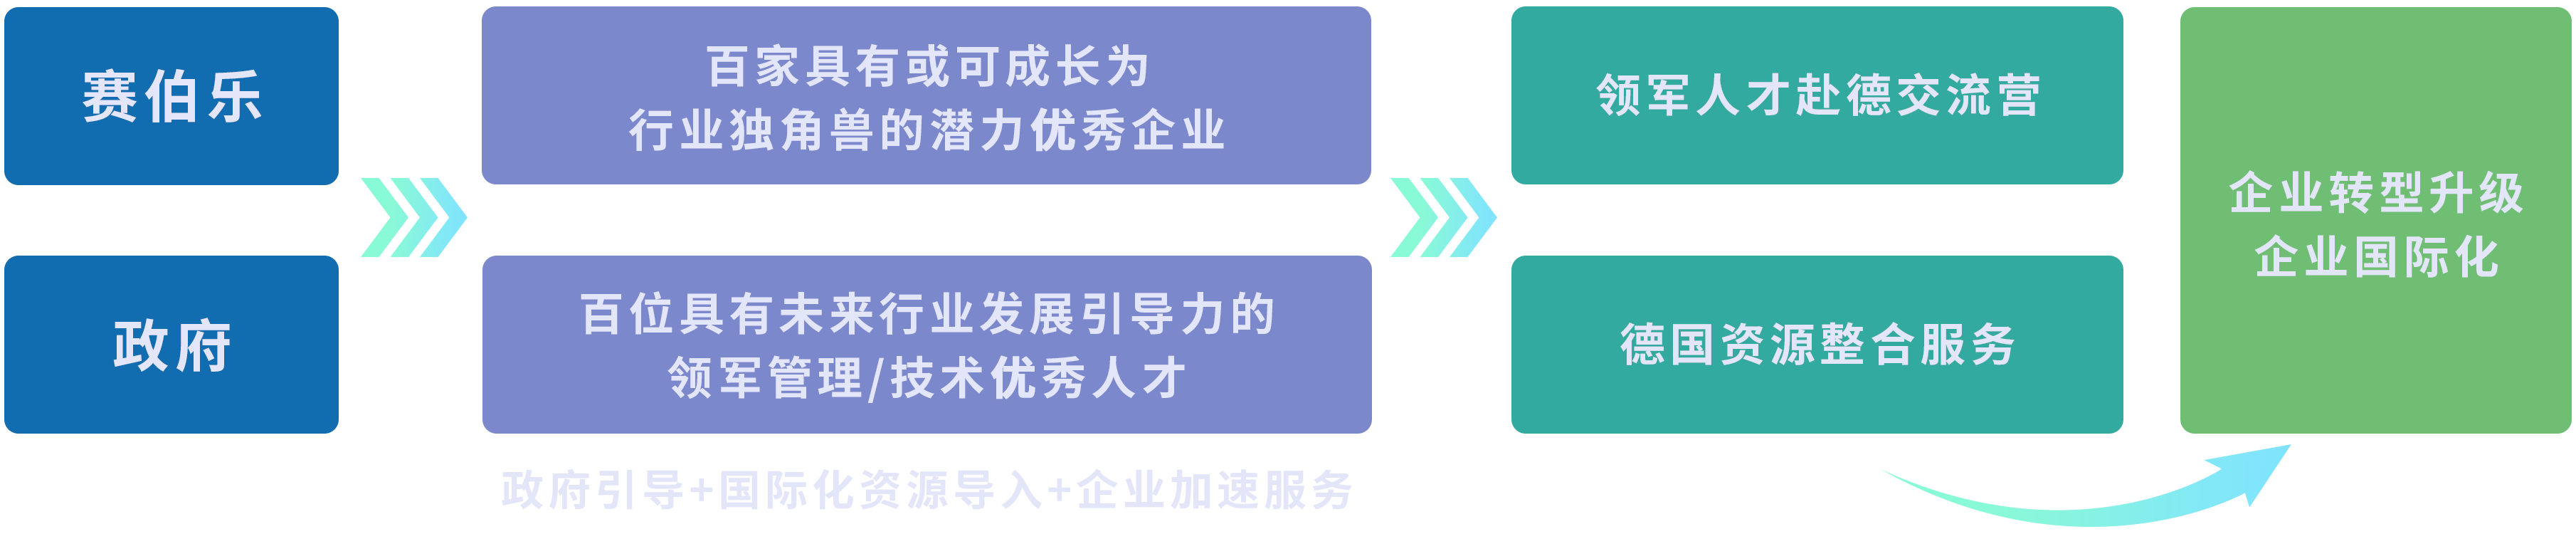 赛伯乐
政府
百家具有或可成长为
行业独角兽的潜力优秀企业
百位具有未来行业发展引导力的
领军管理/技术优秀人才
政府引导+国际化资源导入+企业加速服务
领军人才赴德交流营
德国资源整合服务
企业转型升级
企业国际化